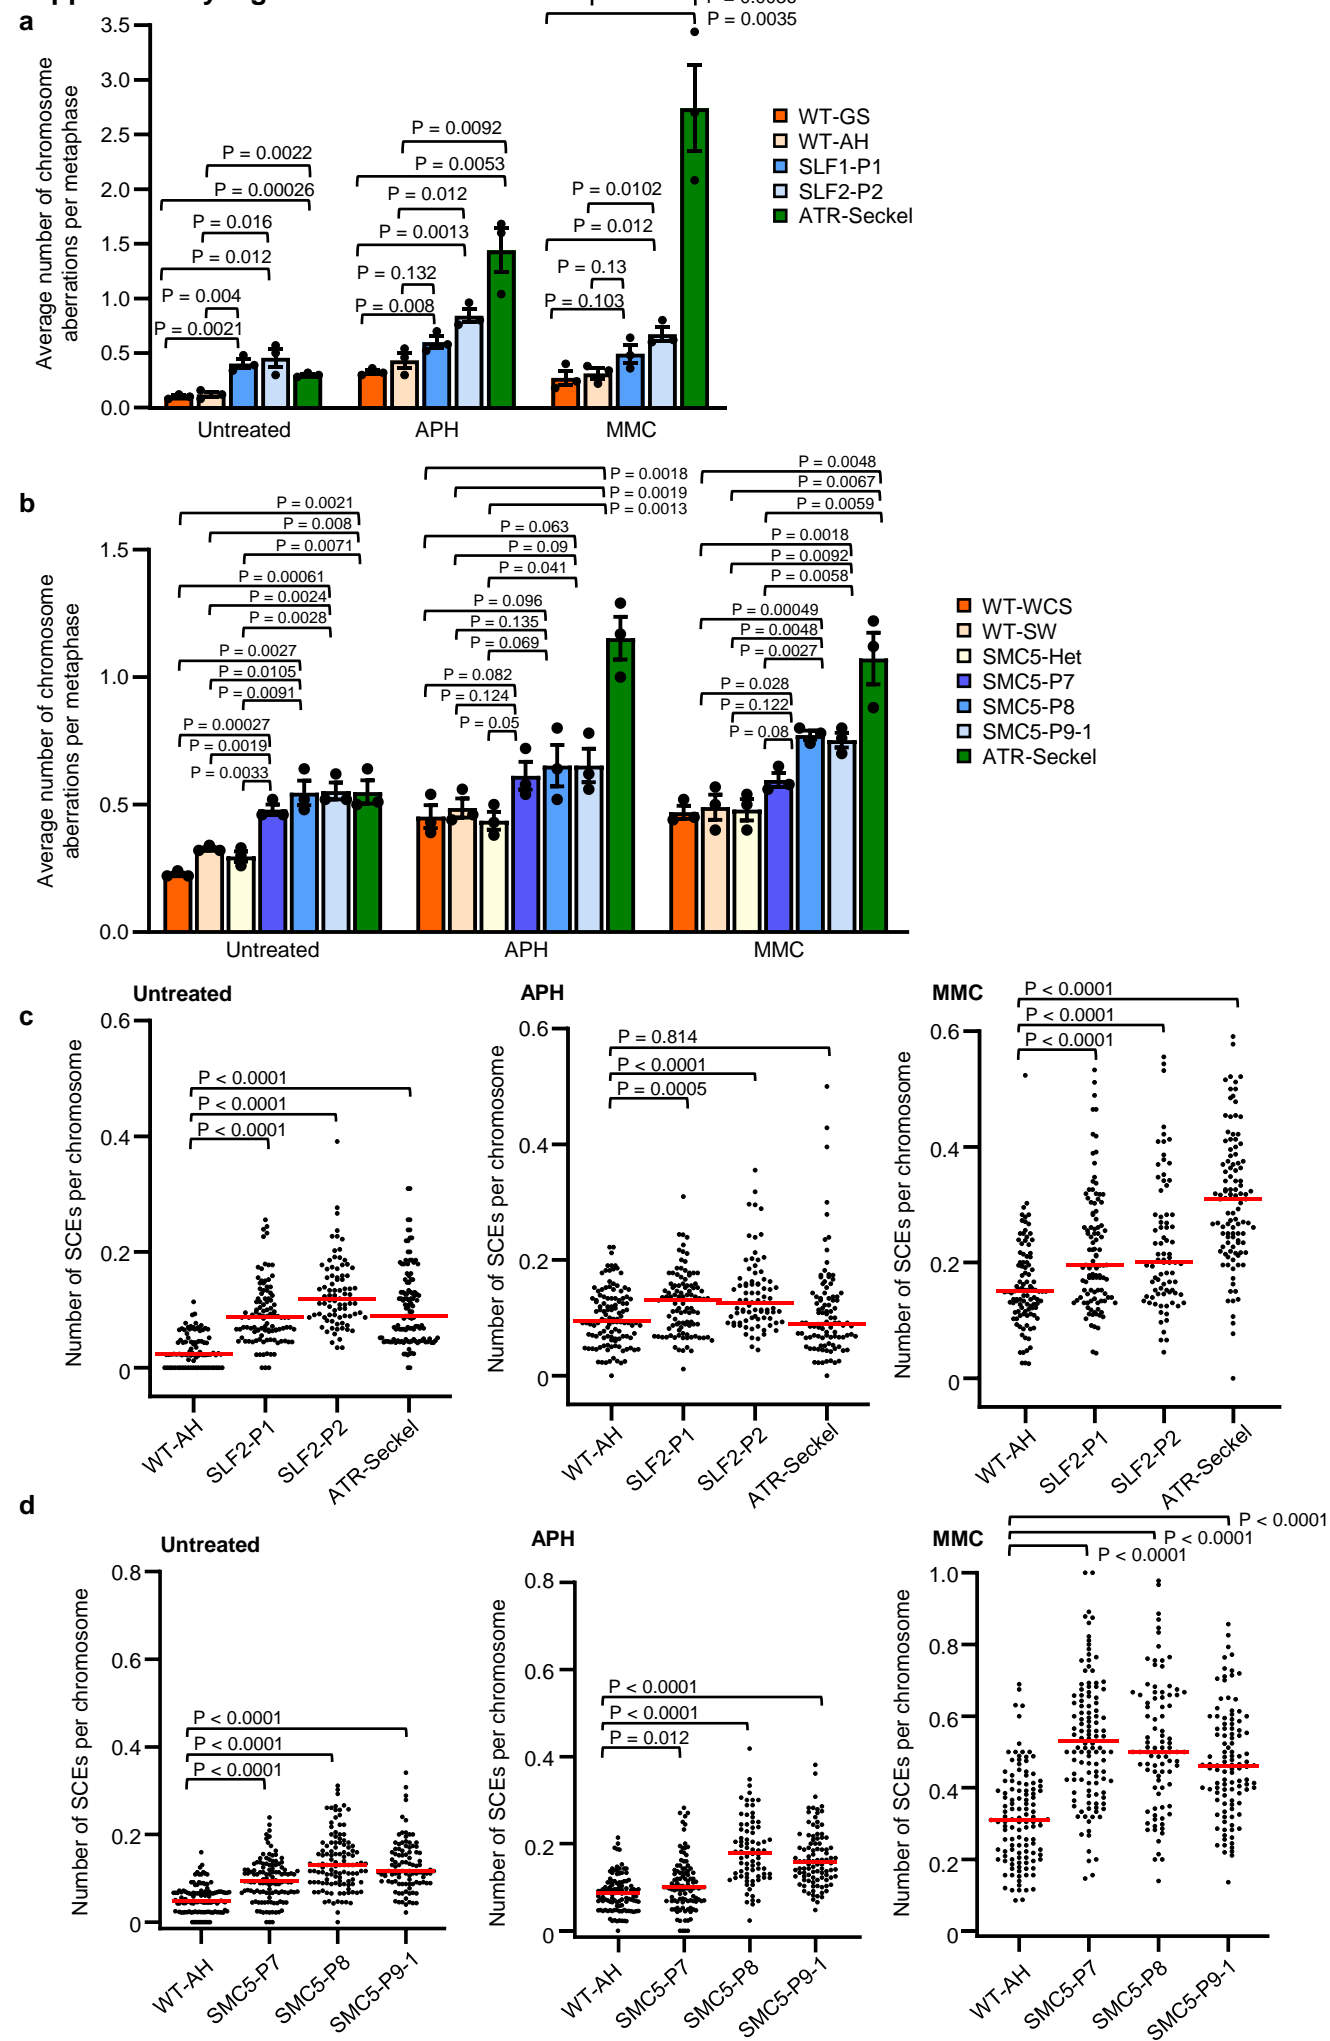 a
P = 0.0035
Average number of chromosome
aberrations per metaphase
3.5
3.0
2.5
2.0
1.5
1.0
0.5
0.0
P = 0.0022
P = 0.00026
P = 0.016
P = 0.012
P = 0.004
P = 0.0021
P = 0.0092
P = 0.0053
P = 0.012
P = 0.0013
P = 0.132
P = 0.008
P = 0.0102
P = 0.012
P = 0.13
P = 0.103
WT-GS
WT-AH
SLF1-P1
SLF2-P2
ATR-Seckel
Untreated
APH
MMC
b
Average number of chromosome
aberrations per metaphase
1.5
1.0
0.5
0.0
P = 0.0021
P = 0.008
P = 0.0071
P = 0.00061
P = 0.0024
P = 0.0028
P = 0.0027
P = 0.0105
P = 0.0091
P = 0.00027
P = 0.0019
P = 0.0033
P = 0.0018
P = 0.0019
P = 0.0013
P = 0.063
P = 0.09
P = 0.041
P = 0.096
P = 0.135
P = 0.069
P = 0.082
P = 0.124
P = 0.05
P = 0.0048
P = 0.0067
P = 0.0059
P = 0.0018
P = 0.0092
P = 0.0058
P = 0.00049
P = 0.0048
P = 0.0027
P = 0.028
P = 0.122
P = 0.08
WT-WCS
WT-SW
SMC5-Het
SMC5-P7
SMC5-P8
SMC5-P9-1
ATR-Seckel
Untreated
APH
MMC
c
Untreated
Number of SCEs per chromosome
0.6
0.4
0.2
0
P < 0.0001
P < 0.0001
P < 0.0001
WT-AH
SLF2-P1
SLF2-P2
ATR-Seckel
APH
Number of SCEs per chromosome
0.6
0.4
0.2
0
P = 0.814
P < 0.0001
P = 0.0005
WT-AH
SLF2-P1
SLF2-P2
ATR-Seckel
MMC
Number of SCEs per chromosome
0.6
0.4
0.2
0
P < 0.0001
P < 0.0001
P < 0.0001
WT-AH
SLF2-P1
SLF2-P2
ATR-Seckel
d
Untreated
Number of SCEs per chromosome
0.8
0.6
0.4
0.2
0
P < 0.0001
P < 0.0001
P < 0.0001
WT-AH
SMC5-P7
SMC5-P8
SMC5-P9-1
APH
Number of SCEs per chromosome
0.8
0.6
0.4
0.2
0
P < 0.0001
P < 0.0001
P = 0.012
WT-AH
SMC5-P7
SMC5-P8
SMC5-P9-1
MMC
Number of SCEs per chromosome
1.0
0.8
0.6
0.4
0.2
0
P < 0.0001
P < 0.0001
P < 0.0001
WT-AH
SMC5-P7
SMC5-P8
SMC5-P9-1